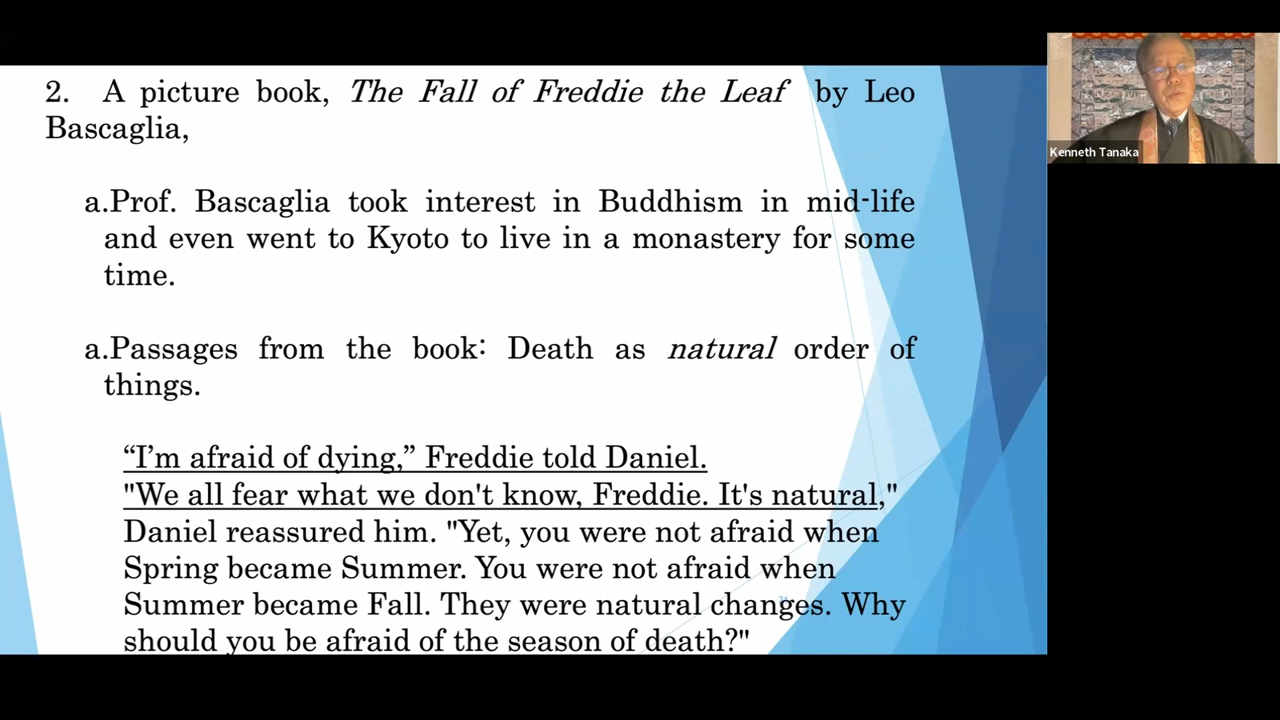 2. A picture book, The Fall of Freddie the Leaf by Leo
Bascaglia,
a.Prof. Bascaglia took interest in Buddhism in mid-life
and even went to Kyoto to live in a monastery for some
time.
a.Passages from the book: Death as natural order of
things.
“I’m afraid of dying,” Freddie told Daniel.
"We all fear what we don't know, Freddie. It's natural,"
Daniel reassured him. "Yet, you were not afraid when
Spring became Summer. You were not afraid when
Summer became Fall. They were natural changes. Why
should you be afraid of the season of death?"
Kenneth Tanaka